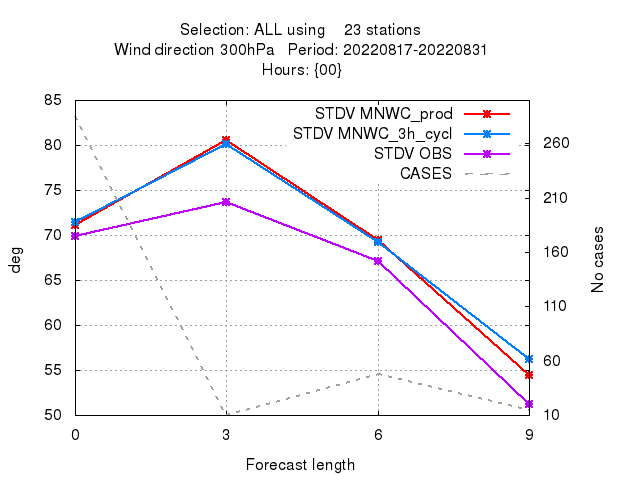 Selection: ALL using    23 stations
Wind direction 300hPa   Period: 20220817-20220831
Hours: {00}
STDV MNWC_prod
STDV MNWC_3h_cycl
STDV OBS
CASES
85
80
75
70
65
60
55
50
260
210
160
110
60
10
deg
No cases
0
3
6
9
Forecast length